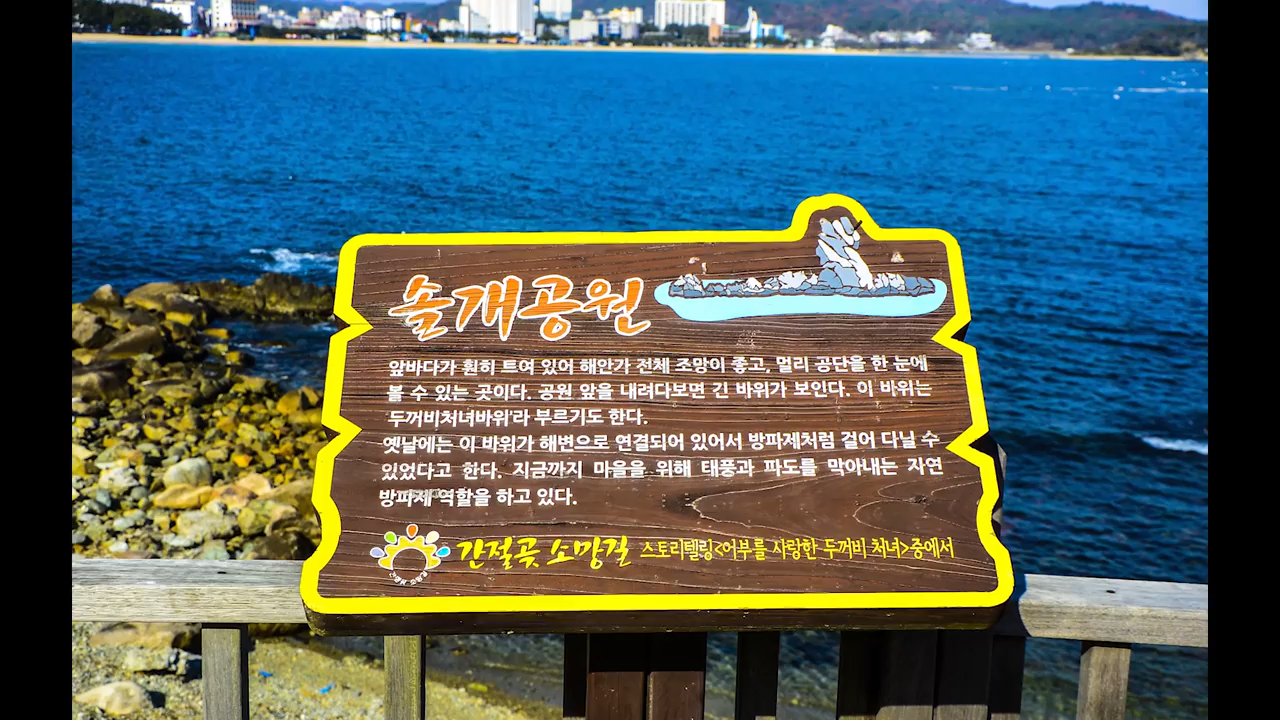 솔개공원
앞바다가 훤히 트여 있어 해안가 전체 조망이 좋고, 멀리 공단을 한 눈에
볼 수 있는 곳이다. 공원 앞을 내려다보면 긴 바위가 보인다. 이 바위는
'두꺼비처녀바위'라 부르기도 한다.
옛날에는 이 바위가 해변으로 연결되어 있어서 방파제처럼 걸어 다닐 수
있었다고 한다. 지금까지 마을을 위해 태풍과 파도를 막아내는 자연
방파제 역할을 하고 있다.
간절곶 소망길 스토리텔링<어부를 사랑한 두꺼비 처녀>중에서